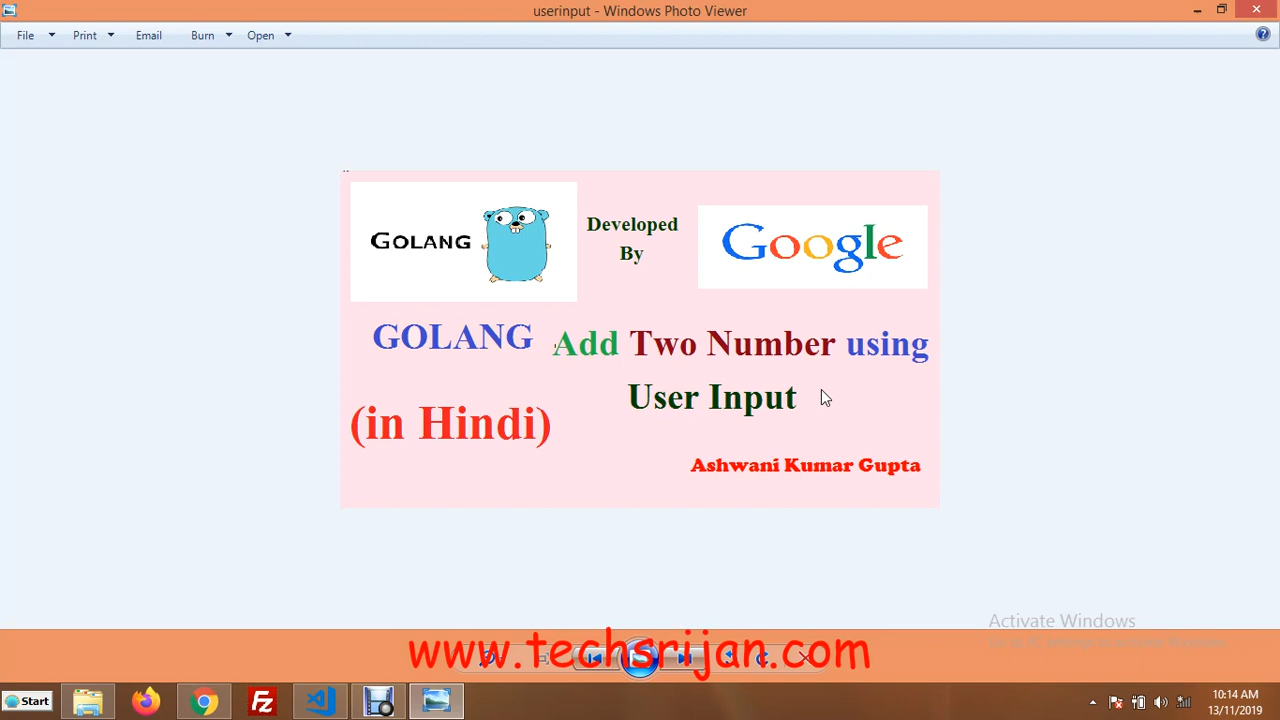 userinput - Windows Photo Viewer
File Print Email Burn Open
GOLANG
Developed
By
Google
GOLANG
Add Two Number using
User Input
(in Hindi)
Ashwani Kumar Gupta
Activate Windows
www.techsrijan.com
Start
10:14 AM
13/11/2019